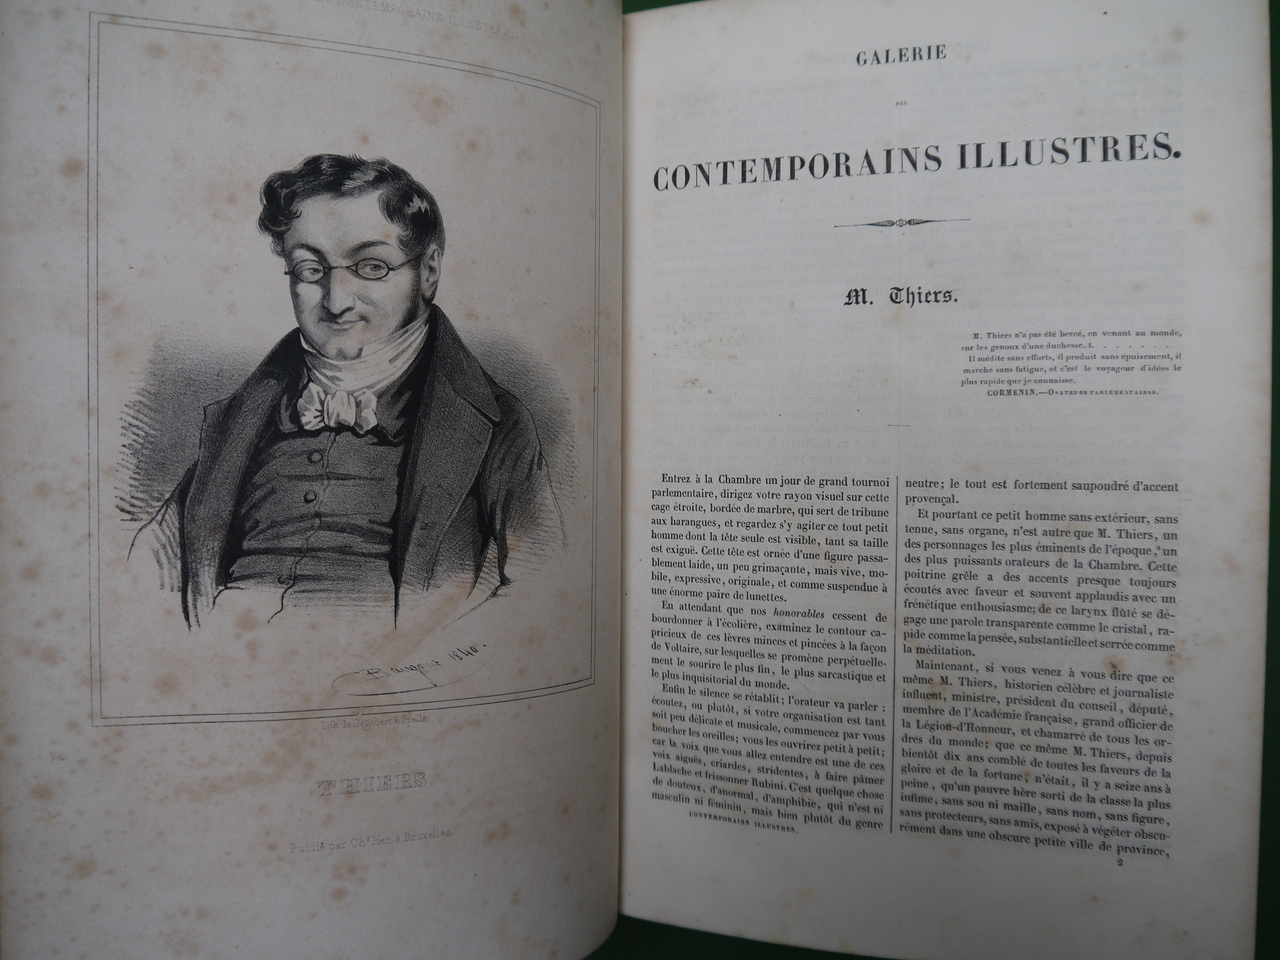 CONTEMPORAINS ILLUSTRES.
1840.
THIERS.
Publié par Ch. Hen à Bruxelles.
GALERIE
DES
CONTEMPORAINS ILLUSTRES.
M. Thiers.
M. Thiers n'a pas été bercé, en venant au monde,
sur les genoux d'une duchesse. . . . . . . .
Il médite sans efforts, il produit sans épuisement, il
marche sans fatigue, et c'est le voyageur d'idées le
plus rapide que je connaisse.
CORMENIN.—ORATEURS PARLEMENTAIRES.
Entrez à la Chambre un jour de grand tournoi
parlementaire, dirigez votre rayon visuel sur cette
cage étroite, bordée de marbre, qui sert de tribune
aux harangues, et regardez s'y agiter ce tout petit
homme dont la tête seule est visible, tant sa taille
est exiguë. Cette tête est ornée d'une figure passa-
blement laide, un peu grimaçante, mais vive, mo-
bile, expressive, originale, et comme suspendue à
une énorme paire de lunettes.
En attendant que nos honorables cessent de
bourdonner à l'écolière, examinez le contour ca-
pricieux de ces lèvres minces et pincées à la façon
de Voltaire, sur lesquelles se promène perpétuelle-
ment le sourire le plus fin, le plus sarcastique et
le plus inquisitorial du monde.
Enfin le silence se rétablit; l'orateur va parler:
écoutez, ou plutôt, si votre organisation est tant
soit peu délicate et musicale, commencez par vous
boucher les oreilles; vous les ouvrirez petit à petit;
car la voix que vous allez entendre est une de ces
voix aiguës, criardes, stridentes, à faire pâmer
Lablache et frissonner Rubini. C'est quelque chose
de douteux, d'anormal, d'amphibie, qui n'est ni
masculin ni féminin, mais bien plutôt du genre
CONTEMPORAINS ILLUSTRES.
neutre; le tout est fortement saupoudré d'accent
provençal.
Et pourtant ce petit homme sans extérieur, sans
tenue, sans organe, n'est autre que M. Thiers, un
des personnages les plus éminents de l'époque, un
des plus puissants orateurs de la Chambre. Cette
poitrine grêle a des accents presque toujours
écoutés avec faveur et souvent applaudis avec un
frénétique enthousiasme; de ce larynx flûté se dé-
gage une parole transparente comme le cristal, ra-
pide comme la pensée, substantielle et serrée comme
la méditation.
Maintenant, si vous venez à vous dire que ce
même M. Thiers, historien célèbre et journaliste
influent, ministre, président du conseil, député,
membre de l'Académie française, grand officier de
la Légion-d'Honneur, et chamarré de tous les or-
dres du monde; que ce même M. Thiers, depuis
bientôt dix ans comblé de toutes les faveurs de la
gloire et de la fortune; n'était, il y a seize ans à
peine, qu'un pauvre hère sorti de la classe la plus
infime, sans sou ni maille, sans nom, sans figure,
sans protecteurs, sans amis, exposé à végéter obscu-
rément dans une obscure petite ville de province,
2